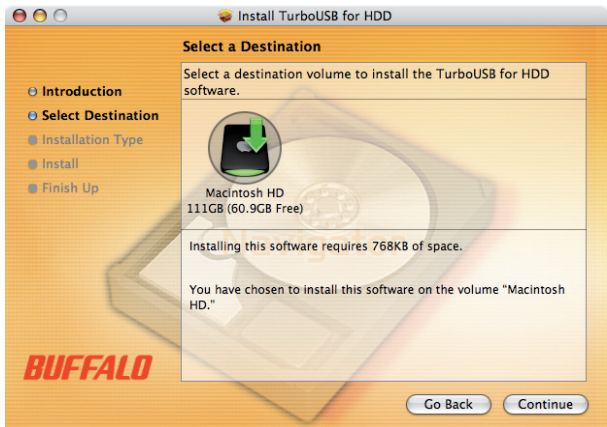 Install TurboUSB for HDD
Select a Destination
Introduction
Select Destination
Installation Type
Install
Finish Up
Select a destination volume to install the TurboUSB for HDD
software.
Macintosh HD
111GB (60.9GB Free)
Navigator
Installing this software requires 768KB of space.
You have chosen to install this software on the volume "Macintosh
HD."
BUFFALO
Go Back
Continue